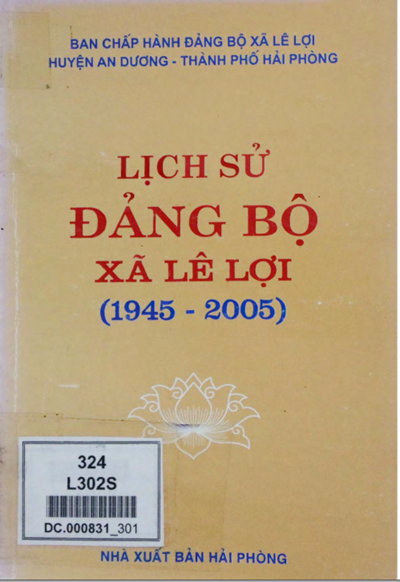 BAN CHẤP HÀNH ĐẢNG BỘ XÃ LÊ LỢI
HUYỆN AN DƯƠNG - THÀNH PHỐ HẢI PHÒNG
LỊCH SỬ
ĐẢNG BỘ
XÃ LÊ LỢI
(1945 - 2005)
324
L302S
DC.000831_301
NHÀ XUẤT BẢN HẢI PHÒNG